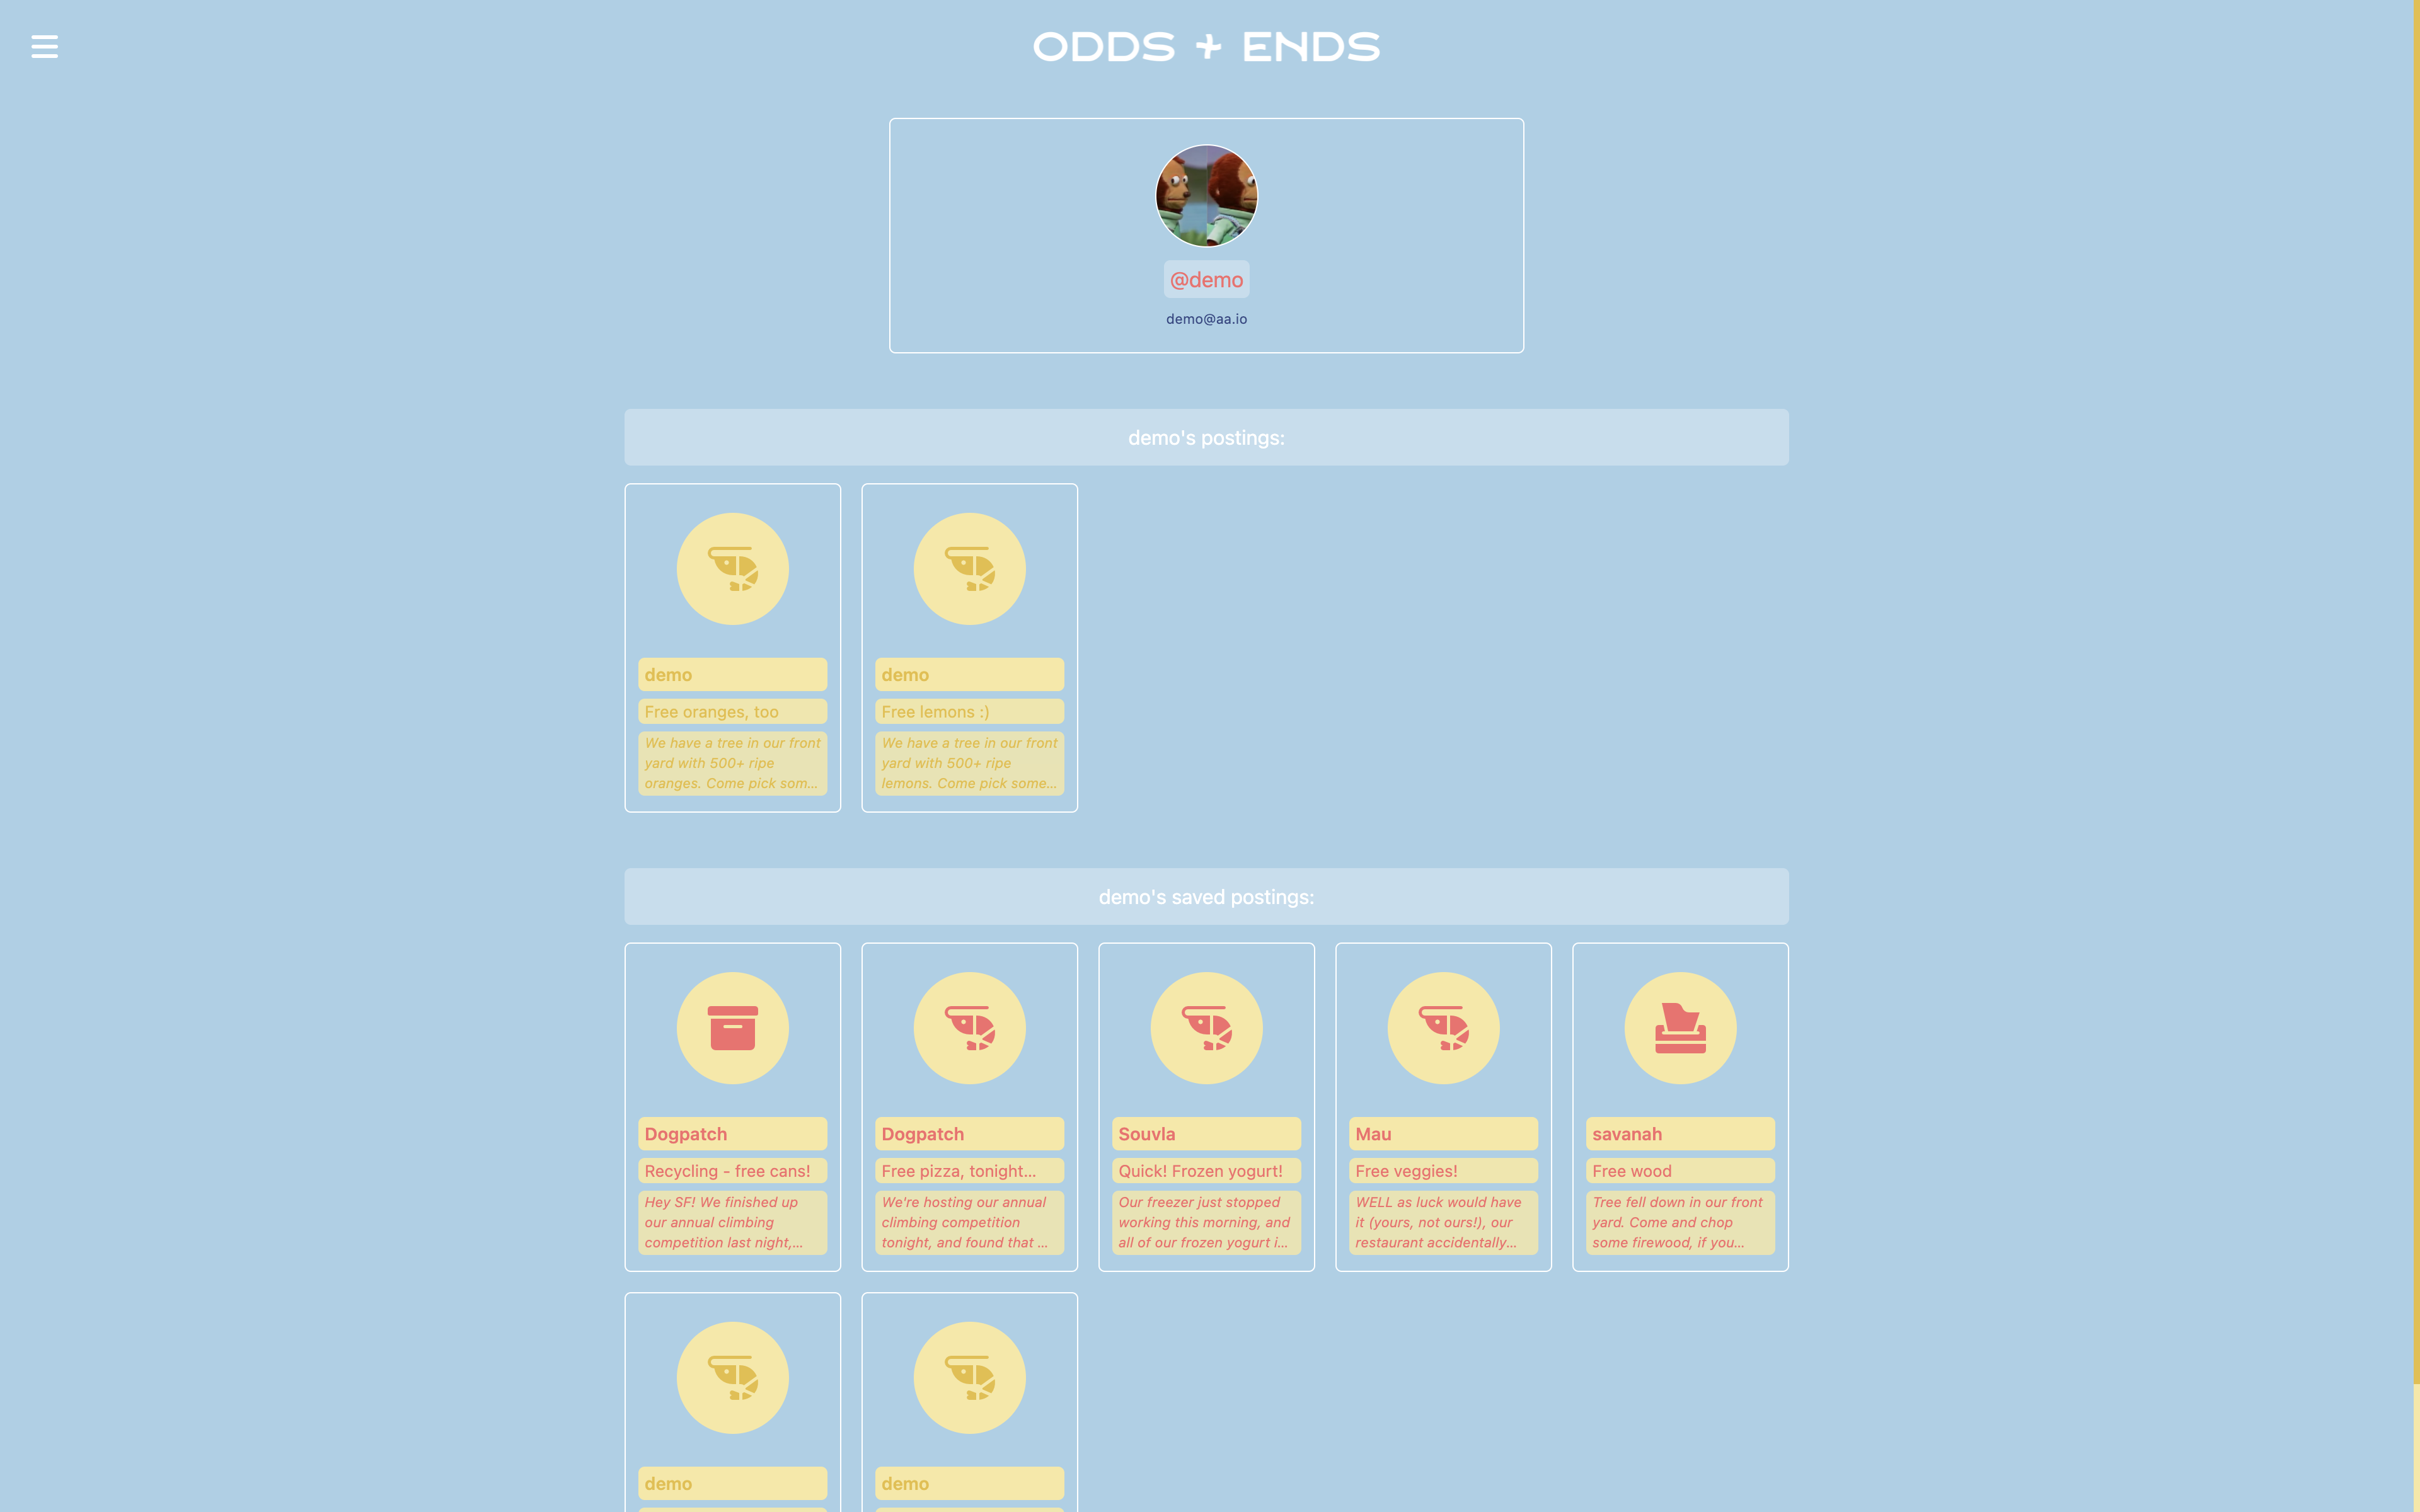 ODDS + ENDS
@demo
demo@aa.io
demo's postings:
demo
Free oranges, too
We have a tree in our front
yard with 500+ ripe
oranges. Come pick som...
demo
Free lemons :)
We have a tree in our front
yard with 500+ ripe
lemons. Come pick some...
demo's saved postings:
Dogpatch
Recycling - free cans!
Hey SF! We finished up
our annual climbing
competition last night,...
Dogpatch
Free pizza, tonight...
We're hosting our annual
climbing competition
tonight, and found that ...
Souvla
Quick! Frozen yogurt!
Our freezer just stopped
working this morning, and
all of our frozen yogurt i...
Mau
Free veggies!
WELL as luck would have
it (yours, not ours!), our
restaurant accidentally...
savanah
Free wood
Tree fell down in our front
yard. Come and chop
some firewood, if you...
demo
demo